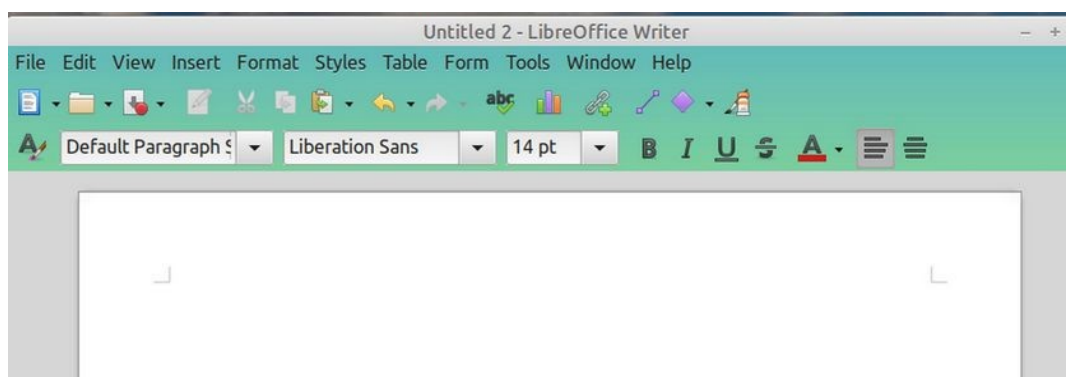 Untitled 2 - LibreOffice Writer
File Edit View Insert Format Styles Table Form Tools Window Help
abc
Default Paragraph S Liberation Sans 14 pt B I U S A